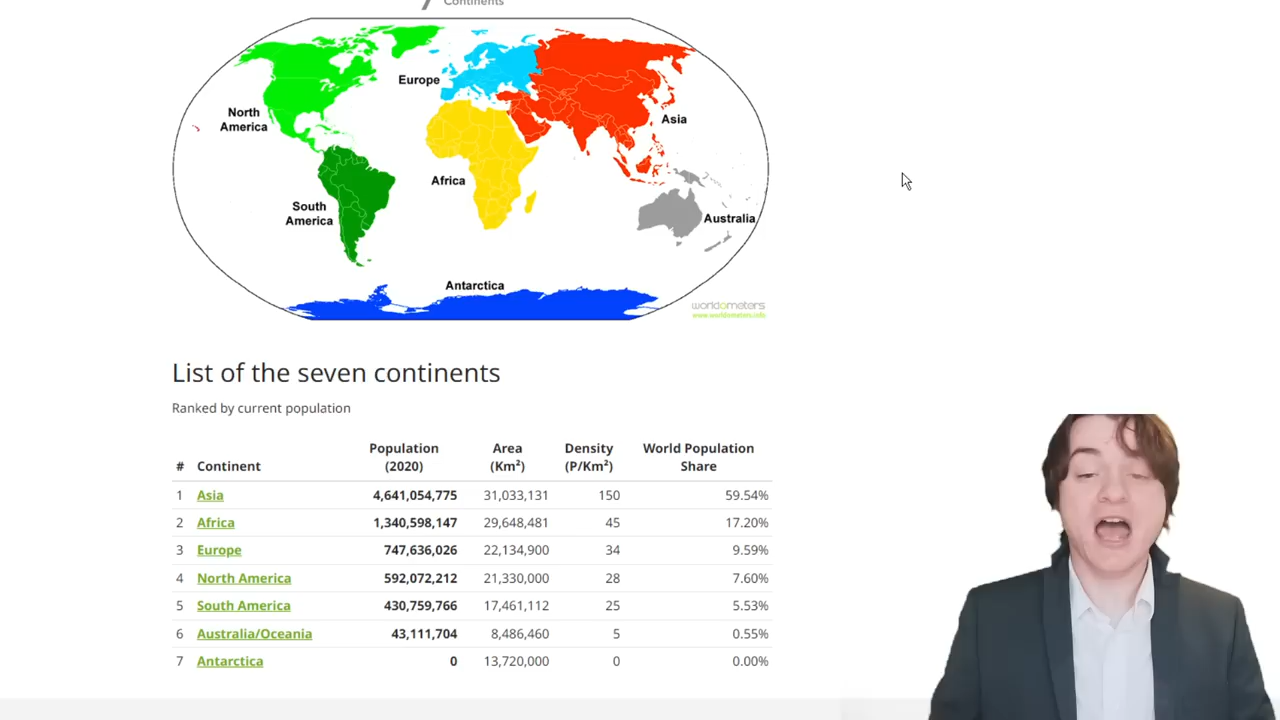 7 Continents
Europe
North
America
Asia
Africa
South
America
Australia
Antarctica
worldometers
www.worldometers.info
List of the seven continents
Ranked by current population
# Continent Population (2020) Area (Km²) Density (P/Km²) World Population Share
1 Asia 4,641,054,775 31,033,131 150 59.54%
2 Africa 1,340,598,147 29,648,481 45 17.20%
3 Europe 747,636,026 22,134,900 34 9.59%
4 North America 592,072,212 21,330,000 28 7.60%
5 South America 430,759,766 17,461,112 25 5.53%
6 Australia/Oceania 43,111,704 8,486,460 5 0.55%
7 Antarctica 0 13,720,000 0 0.00%